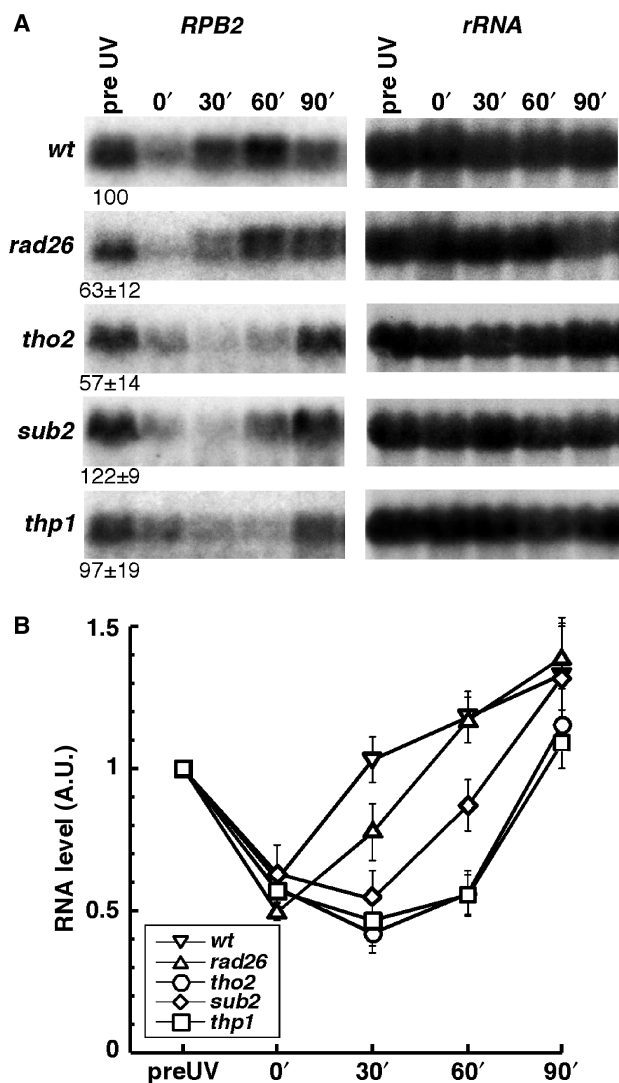 A
RPB2 rRNA
pre UV 0′ 30′ 60′ 90′ pre UV 0′ 30′ 60′ 90′
wt
100
rad26
63±12
tho2
57±14
sub2
122±9
thp1
97±19
B
RNA level (A.U.)
1.5
1
0.5
0
wt
rad26
tho2
sub2
thp1
preUV 0′ 30′ 60′ 90′